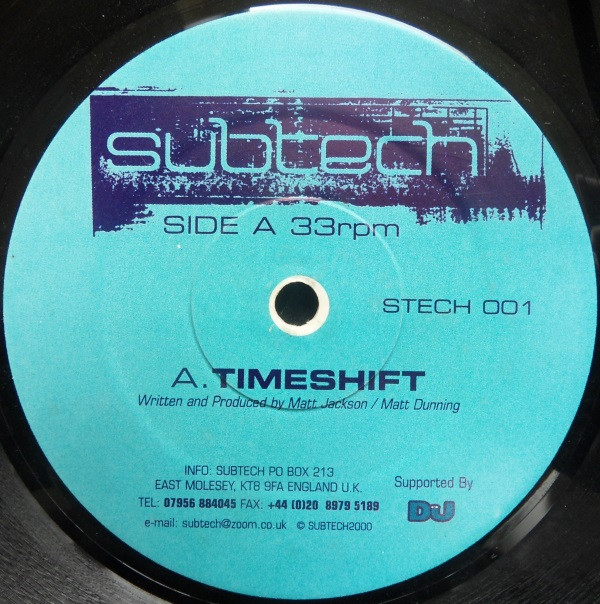 subtech
SIDE A 33rpm
STECH 001
A. TIMESHIFT
Written and Produced by Matt Jackson / Matt Dunning
INFO: SUBTECH PO BOX 213
EAST MOLESEY, KT8 9FA ENGLAND U.K.
TEL: 07956 884045 FAX: +44 (0)20 8979 5189
e-mail: subtech@zoom.co.uk © SUBTECH2000
Supported By
DJ